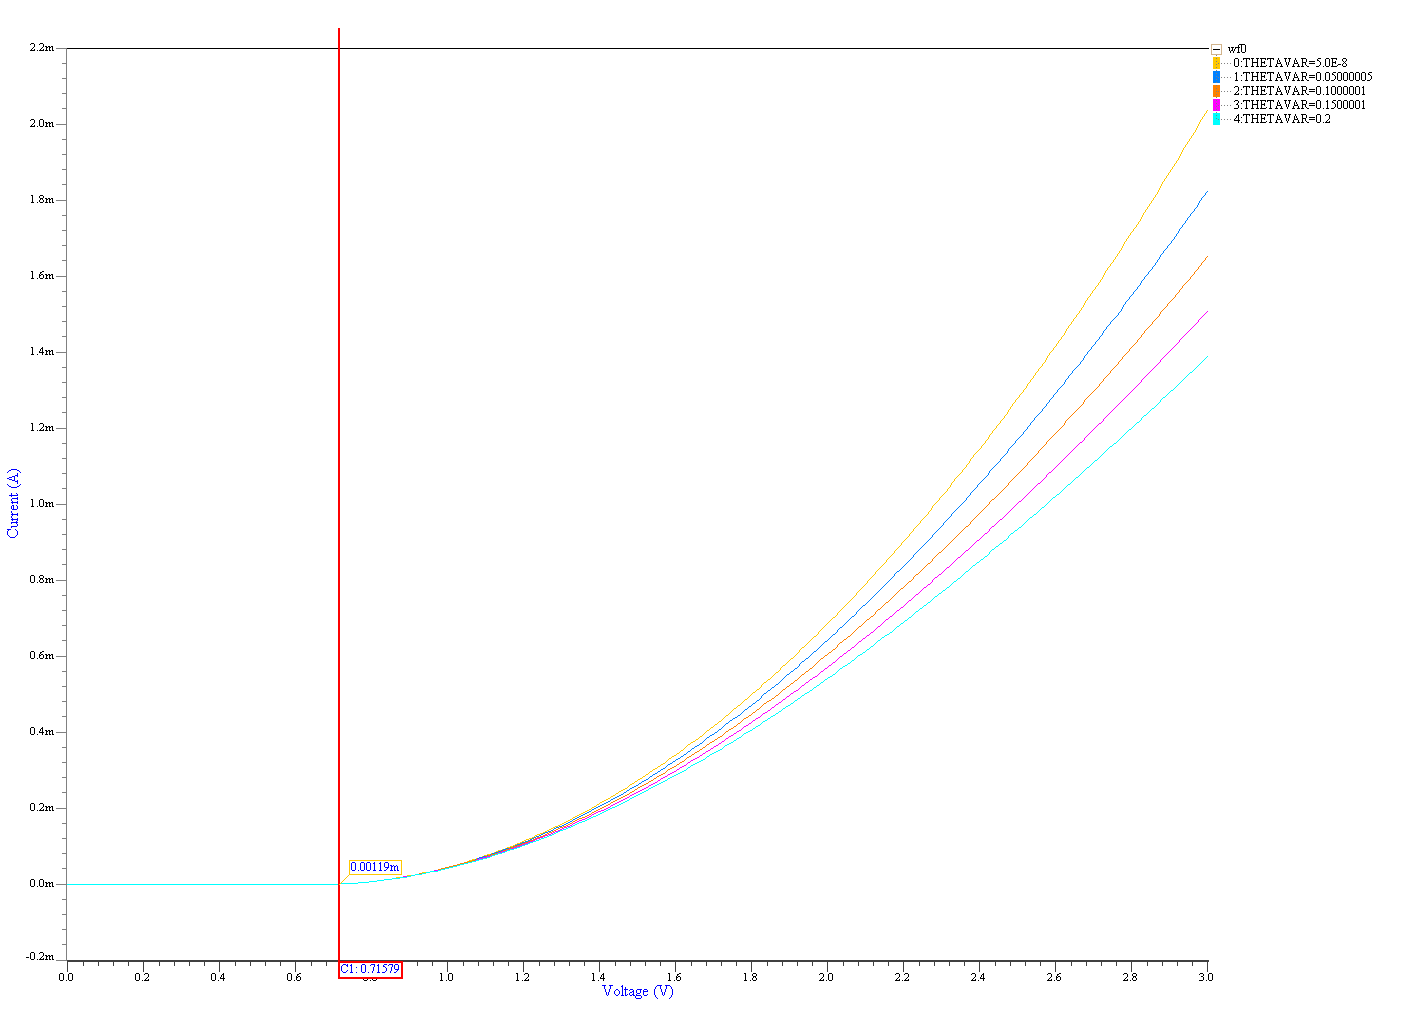 2.2m
2.0m
1.8m
1.6m
1.4m
1.2m
1.0m
0.8m
0.6m
0.4m
0.2m
0.0m
-0.2m
Current (A)
wf0
0:THETAVAR=5.0E-8
1:THETAVAR=0.05000005
2:THETAVAR=0.1000001
3:THETAVAR=0.1500001
4:THETAVAR=0.2
0.00119m
C1: 0.71579
0.0 0.2 0.4 0.6 0.8 1.0 1.2 1.4 1.6 1.8 2.0 2.2 2.4 2.6 2.8 3.0
Voltage (V)